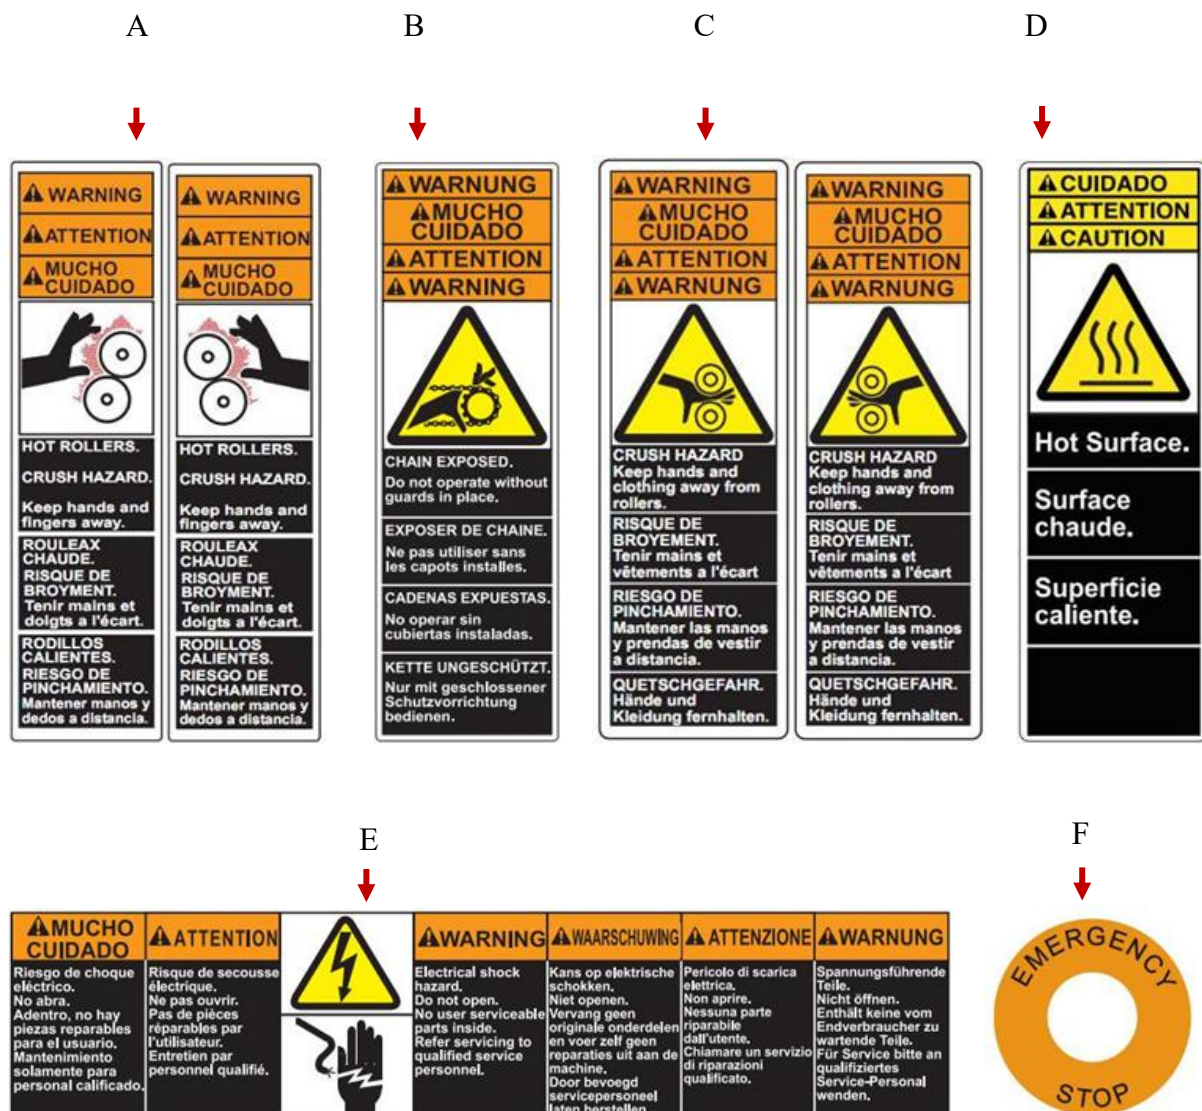 A
B
C
D
WARNING
ATTENTION
MUCHO
CUIDADO
HOT ROLLERS.
CRUSH HAZARD.
Keep hands and
fingers away.
ROULEAX
CHAUDE.
RISQUE DE
BROYMENT.
Tenir mains et
doigts a l'écart.
RODILLOS
CALIENTES.
RIESGO DE
PINCHAMIENTO.
Mantener manos y
dedos a distancia.
WARNING
ATTENTION
MUCHO
CUIDADO
HOT ROLLERS.
CRUSH HAZARD.
Keep hands and
fingers away.
ROULEAX
CHAUDE.
RISQUE DE
BROYMENT.
Tenir mains et
doigts a l'écart.
RODILLOS
CALIENTES.
RIESGO DE
PINCHAMIENTO.
Mantener manos y
dedos a distancia.
WARNUNG
MUCHO
CUIDADO
ATTENTION
WARNING
CHAIN EXPOSED.
Do not operate without
guards in place.
EXPOSER DE CHAINE.
Ne pas utiliser sans
les capots installes.
CADENAS EXPUESTAS.
No operar sin
cubiertas instaladas.
KETTE UNGESCHÜTZT.
Nur mit geschlossener
Schutzvorrichtung
bedienen.
WARNING
MUCHO
CUIDADO
ATTENTION
WARNUNG
CRUSH HAZARD
Keep hands and
clothing away from
rollers.
RISQUE DE
BROYEMENT.
Tenir mains et
vêtements a l'écart
RIESGO DE
PINCHAMIENTO.
Mantener las manos
y prendas de vestir
a distancia.
QUETSCHGEFAHR.
Hände und
Kleidung fernhalten.
WARNING
MUCHO
CUIDADO
ATTENTION
WARNUNG
CRUSH HAZARD
Keep hands and
clothing away from
rollers.
RISQUE DE
BROYEMENT.
Tenir mains et
vêtements a l'écart
RIESGO DE
PINCHAMIENTO.
Mantener las manos
y prendas de vestir
a distancia.
QUETSCHGEFAHR.
Hände und
Kleidung fernhalten.
CUIDADO
ATTENTION
CAUTION
Hot Surface.
Surface
chaude.
Superficie
caliente.
E
F
MUCHO
CUIDADO
Riesgo de choque
eléctrico.
No abra.
Adentro, no hay
piezas reparables
para el usuario.
Mantenimiento
solamente para
personal calificado.
ATTENTION
Risque de secousse
électrique.
Ne pas ouvrir.
Pas de pièces
réparables par
l'utilisateur.
Entretien par
personnel qualifié.
WARNING
Electrical shock
hazard.
Do not open.
No user serviceable
parts inside.
Refer servicing to
qualified service
personnel.
WAARSCHUWING
Kans op elektrische
schokken.
Niet openen.
Vervang geen
originale onderdelen
en voer zelf geen
reparaties uit aan de
machine.
Door bevoegd
servicepersoneel
laten herstellen
ATTENZIONE
Pericolo di scarica
elettrica.
Non aprire.
Nessuna parte
riparabile
dall'utente.
Chiamare un servizio
di riparazioni
qualificato.
WARNUNG
Spannungsführende
Teile.
Nicht öffnen.
Enthält keine vom
Endverbraucher zu
wartende Teile.
Für Service bitte an
qualifiziertes
Service-Personal
wenden.
EMERGENCY
STOP